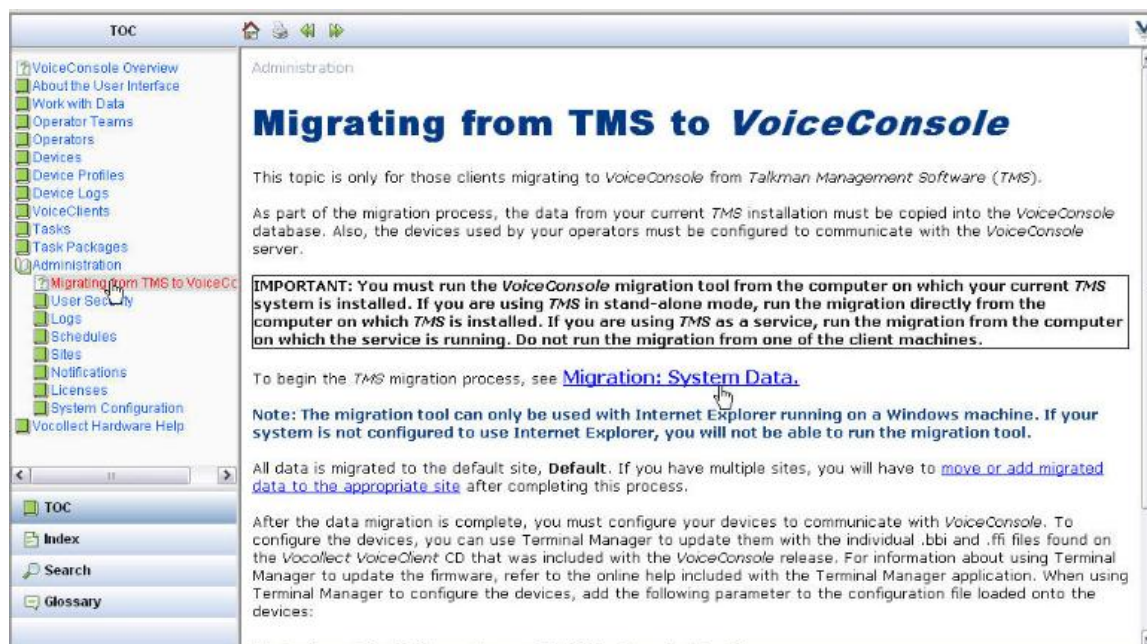 TOC
VoiceConsole Overview
About the User Interface
Work with Data
Operator Teams
Operators
Devices
Device Profiles
Device Logs
VoiceClients
Tasks
Task Packages
Administration
Migrating from TMS to VoiceCo
User Security
Logs
Schedules
Sites
Notifications
Licenses
System Configuration
Vocollect Hardware Help
TOC
Index
Search
Glossary
Administration
Migrating from TMS to VoiceConsole
This topic is only for those clients migrating to VoiceConsole from Talkman Management Software (TMS).
As part of the migration process, the data from your current TMS installation must be copied into the VoiceConsole
database. Also, the devices used by your operators must be configured to communicate with the VoiceConsole
server.
IMPORTANT: You must run the VoiceConsole migration tool from the computer on which your current TMS
system is installed. If you are using TMS in stand-alone mode, run the migration directly from the
computer on which TMS is installed. If you are using TMS as a service, run the migration from the computer
on which the service is running. Do not run the migration from one of the client machines.
To begin the TMS migration process, see Migration: System Data.
Note: The migration tool can only be used with Internet Explorer running on a Windows machine. If your
system is not configured to use Internet Explorer, you will not be able to run the migration tool.
All data is migrated to the default site, Default. If you have multiple sites, you will have to move or add migrated
data to the appropriate site after completing this process.
After the data migration is complete, you must configure your devices to communicate with VoiceConsole. To
configure the devices, you can use Terminal Manager to update them with the individual .bbi and .ffi files found on
the Vocollect VoiceClient CD that was included with the VoiceConsole release. For information about using Terminal
Manager to update the firmware, refer to the online help included with the Terminal Manager application. When using
Terminal Manager to configure the devices, add the following parameter to the configuration file loaded onto the
devices: